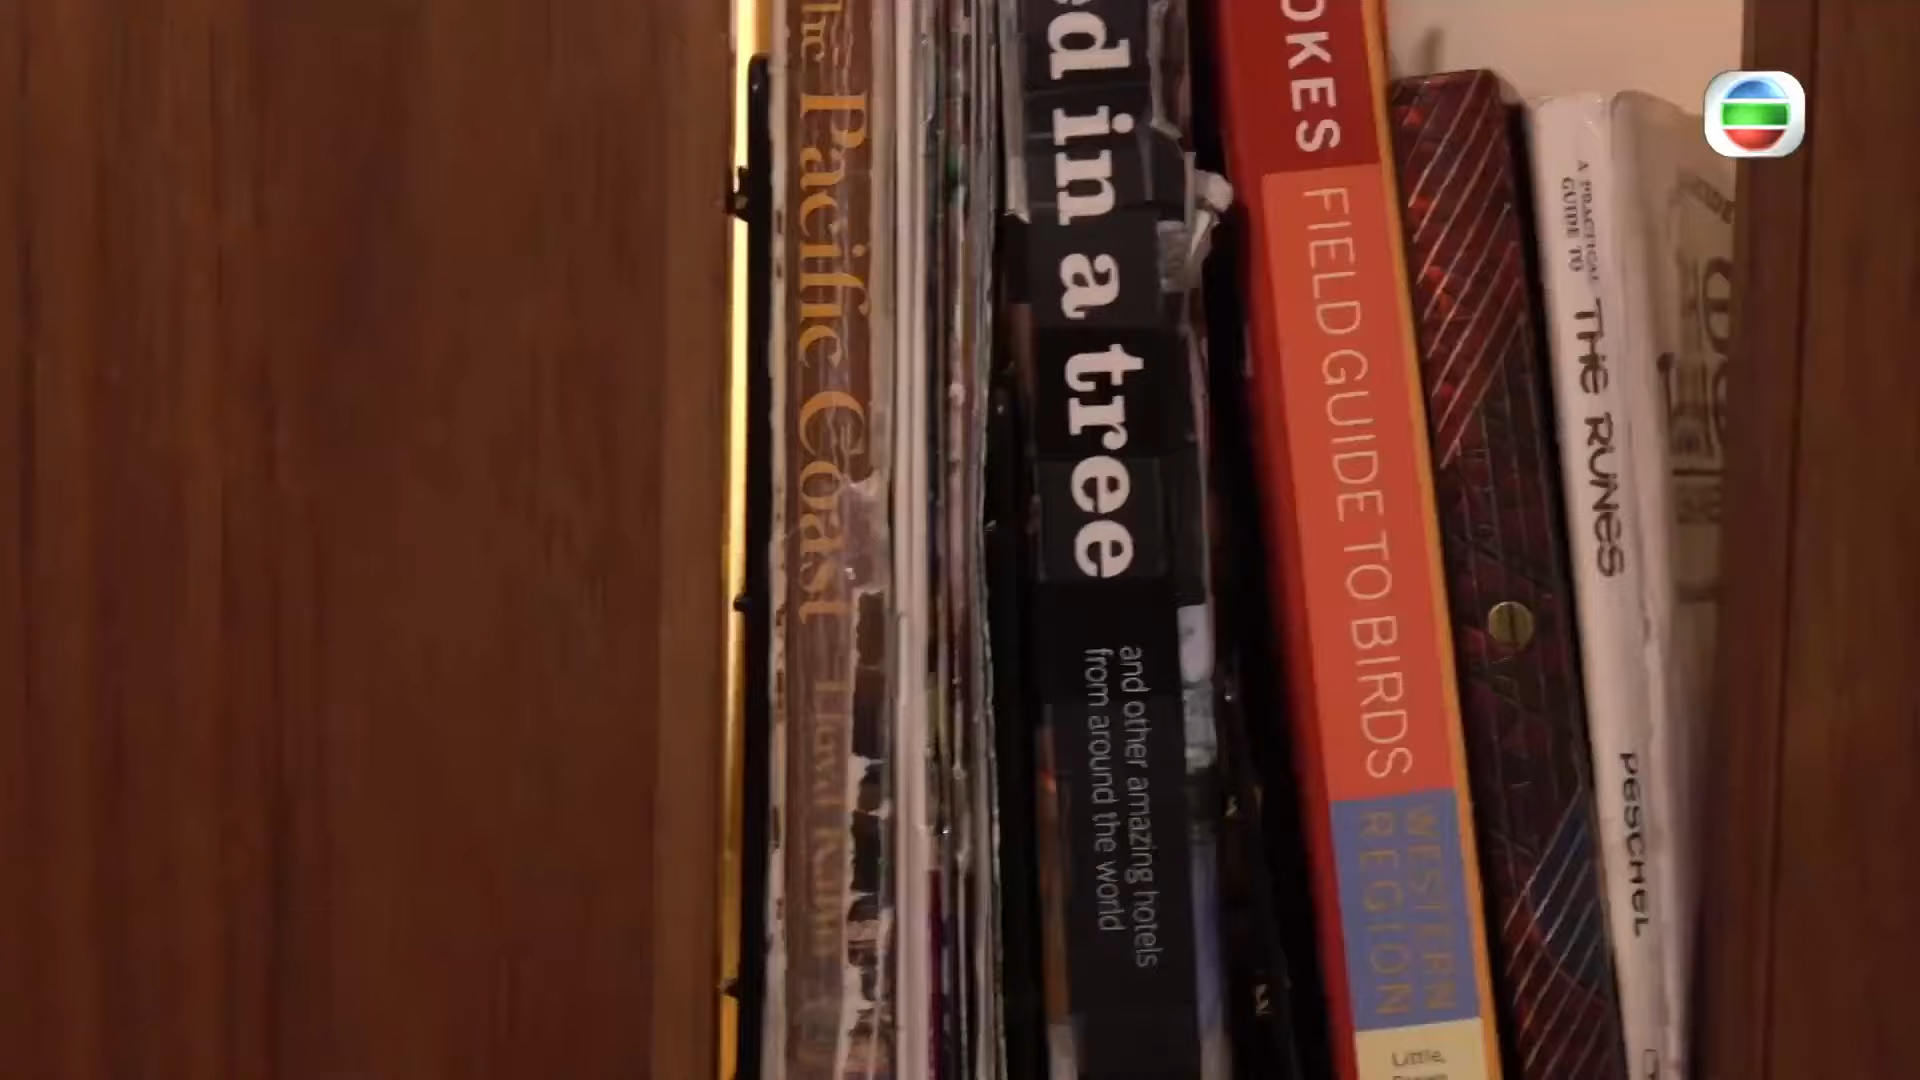 The Pacific Coast
ed in a tree
and other amazing hotels
from around the world
OKES
FIELD GUIDE TO BIRDS
WESTERN
REGION
Little,
A PRACTICAL
GUIDE TO
THE RUNES
PESCHEL